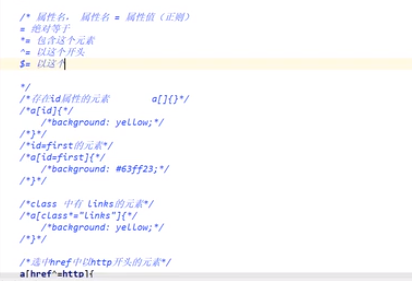 /* 属性名， 属性名 = 属性值（正则）
= 绝对等于
*= 包含这个元素
^= 以这个开头
$= 以这个
*/
/*存在id属性的元素 a[]{}*/
/*a[id]{*/
/*background: yellow;*/
/*}*/
/*id=first的元素*/
/*a[id=first]{*/
/*background: #63ff23;*/
/*}*/
/*class 中有 links的元素*/
/*a[class*="links"]{*/
/*background: yellow;*/
/*}*/
/*选中href中以http开头的元素*/
a[href^=http]{